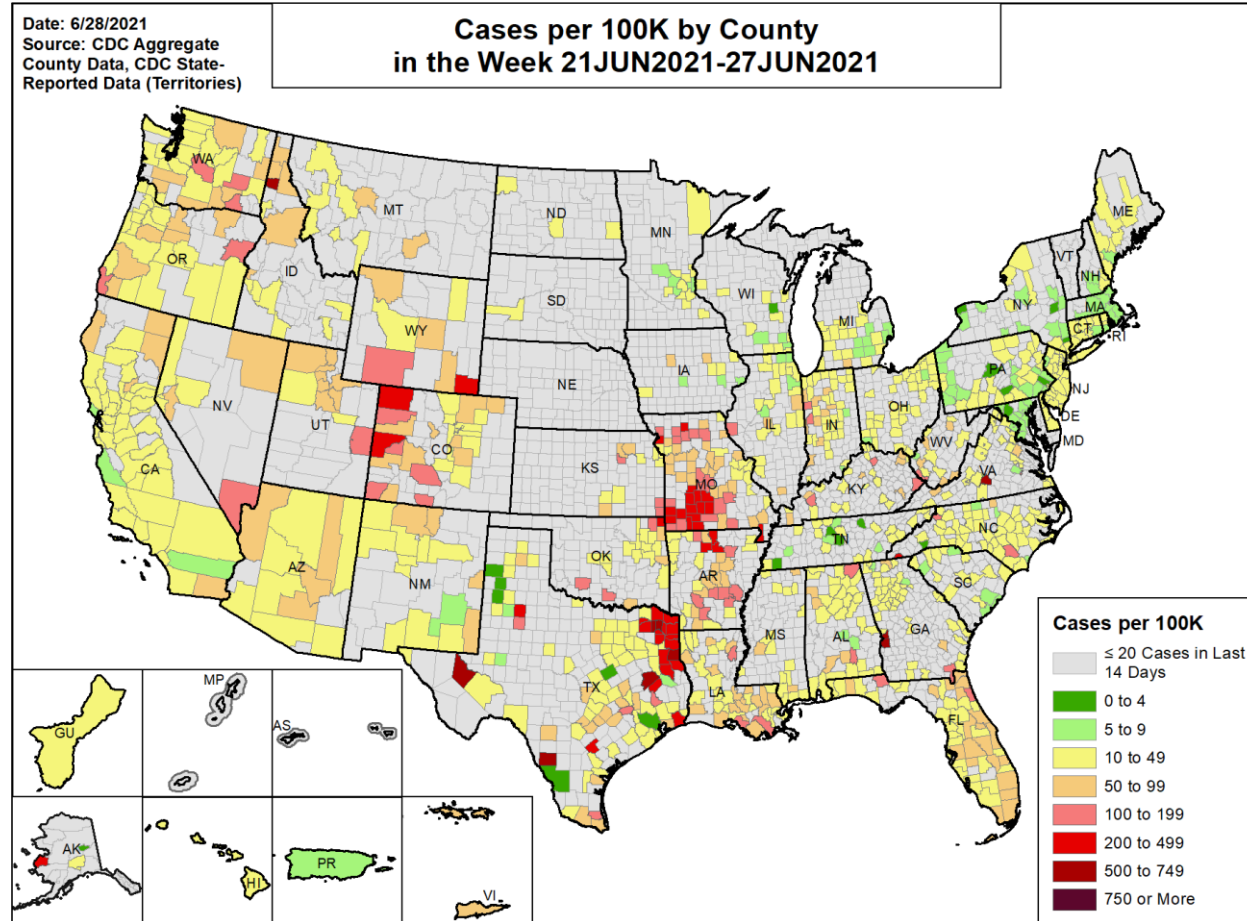 Date: 6/28/2021
Source: CDC Aggregate
County Data, CDC State-
Reported Data (Territories)
Cases per 100K by County
in the Week 21JUN2021-27JUN2021
WA
MT
ND
MN
ME
VT
NH
OR
ID
SD
WI
MI
NY
MA
CT
RI
WY
IA
PA
NJ
NE
NV
UT
CO
IL
IN
OH
DE
MD
WV
CA
KS
MO
KY
VA
AZ
NM
OK
AR
TN
NC
SC
MS
AL
GA
TX
LA
FL
MP
AS
GU
AK
HI
PR
VI
Cases per 100K
≤ 20 Cases in Last
14 Days
0 to 4
5 to 9
10 to 49
50 to 99
100 to 199
200 to 499
500 to 749
750 or More